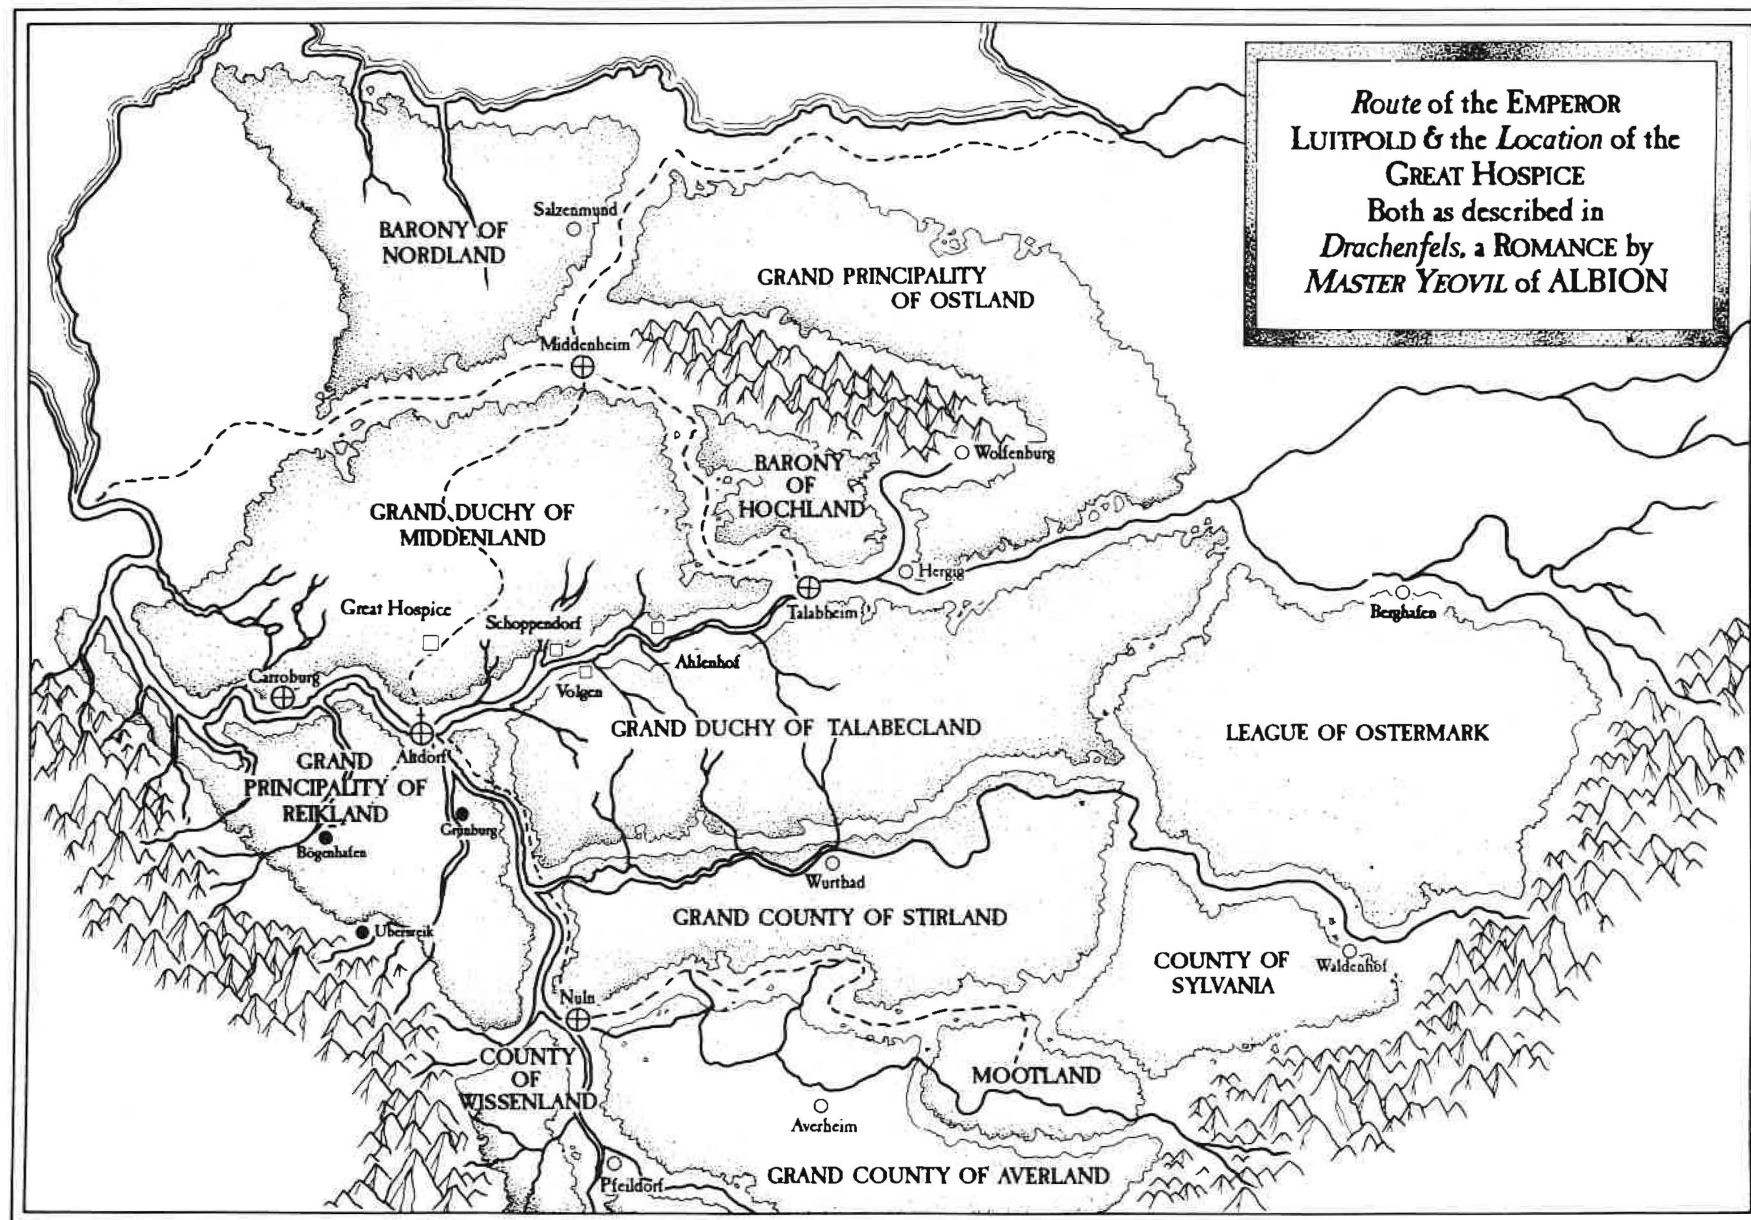 Route of the EMPEROR
LUITPOLD & the Location of the
GREAT HOSPICE
Both as described in
Drachenfels, a ROMANCE by
MASTER YEOVIL of ALBION
Salzenmund
BARONY OF
NORDLAND
GRAND PRINCIPALITY
OF OSTLAND
Middenheim
Wolfenburg
BARONY
OF
HOCHLAND
GRAND DUCHY OF
MIDDENLAND
Hergig
Talabheim
Berghafen
Great Hospice
Schoppendorf
Ahlenhof
Carroburg
Volgen
GRAND DUCHY OF TALABECLAND
LEAGUE OF OSTERMARK
Altdorf
GRAND
PRINCIPALITY OF
REIKLAND
Grünburg
Bögenhafen
Wurtbad
GRAND COUNTY OF STIRLAND
Ubersreik
COUNTY OF
SYLVANIA
Waldenhof
Nuln
COUNTY
OF
WISSENLAND
MOOTLAND
Averheim
GRAND COUNTY OF AVERLAND
Pfeildorf